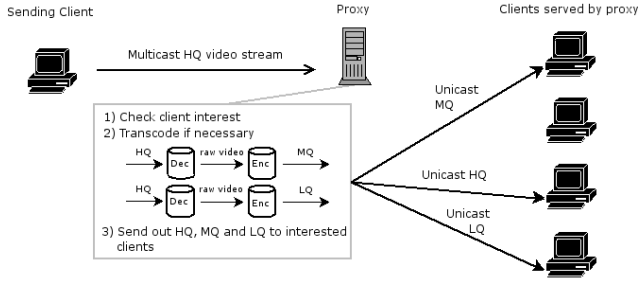 Sending Client
Proxy
Clients served by proxy
Multicast HQ video stream
Unicast
MQ
1) Check client interest
2) Transcode if necessary
HQ Dec raw video Enc MQ
HQ Dec raw video Enc LQ
3) Send out HQ, MQ and LQ to interested
clients
Unicast HQ
Unicast
LQ